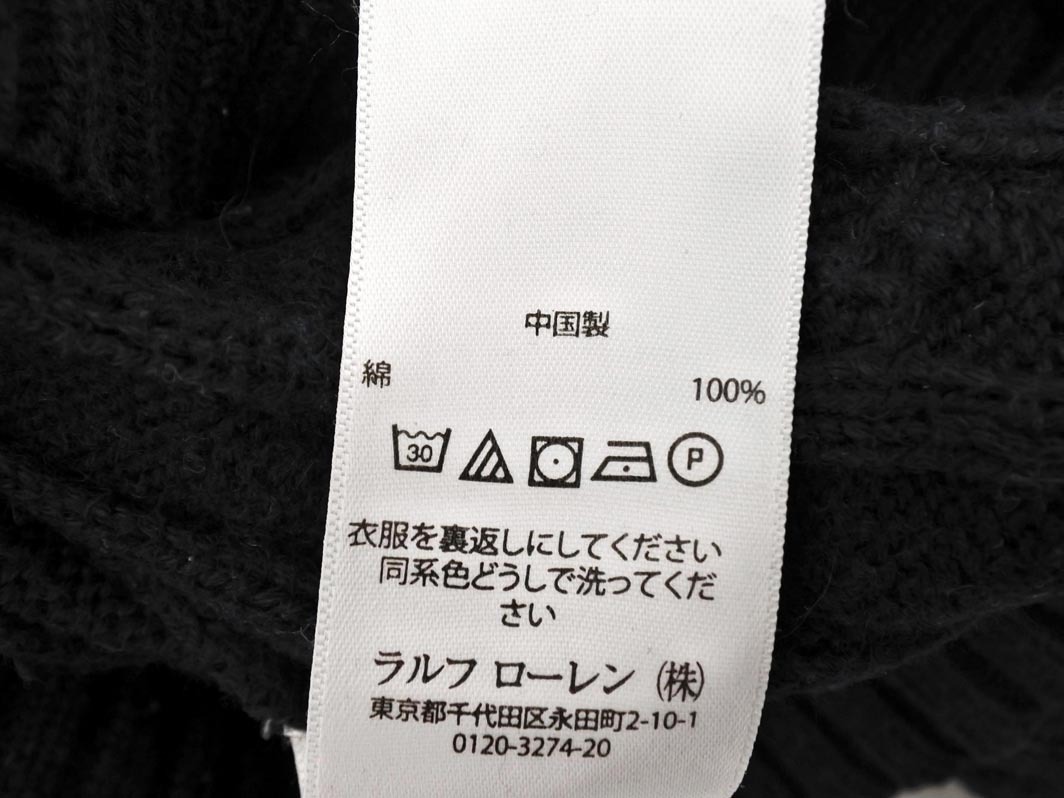 中国製
綿 100%
30 P
衣服を裏返しにしてください
同系色どうしで洗ってくだ
さい
ラルフ ローレン (株)
東京都千代田区永田町2-10-1
0120-3274-20